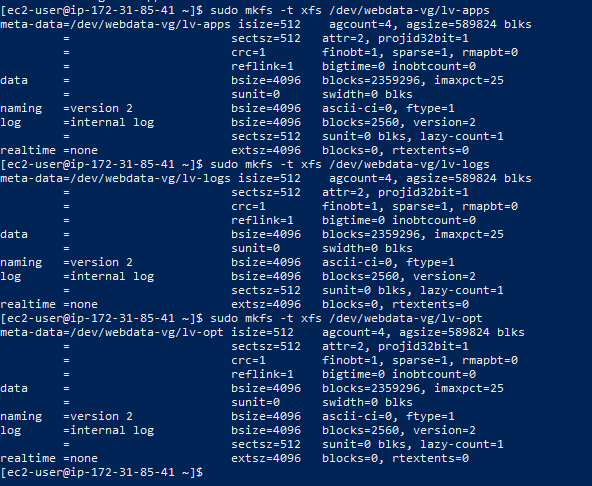 [ec2-user@ip-172-31-85-41 ~]$ sudo mkfs -t xfs /dev/webdata-vg/lv-apps
meta-data=/dev/webdata-vg/lv-apps isize=512    agcount=4, agsize=589824 blks
         =                       sectsz=512   attr=2, projid32bit=1
         =                       crc=1        finobt=1, sparse=1, rmapbt=0
         =                       reflink=1    bigtime=0 inobtcount=0
data     =                       bsize=4096   blocks=2359296, imaxpct=25
         =                       sunit=0      swidth=0 blks
naming   =version 2              bsize=4096   ascii-ci=0, ftype=1
log      =internal log           bsize=4096   blocks=2560, version=2
         =                       sectsz=512   sunit=0 blks, lazy-count=1
realtime =none                   extsz=4096   blocks=0, rtextents=0
[ec2-user@ip-172-31-85-41 ~]$ sudo mkfs -t xfs /dev/webdata-vg/lv-logs
meta-data=/dev/webdata-vg/lv-logs isize=512    agcount=4, agsize=589824 blks
         =                       sectsz=512   attr=2, projid32bit=1
         =                       crc=1        finobt=1, sparse=1, rmapbt=0
         =                       reflink=1    bigtime=0 inobtcount=0
data     =                       bsize=4096   blocks=2359296, imaxpct=25
         =                       sunit=0      swidth=0 blks
naming   =version 2              bsize=4096   ascii-ci=0, ftype=1
log      =internal log           bsize=4096   blocks=2560, version=2
         =                       sectsz=512   sunit=0 blks, lazy-count=1
realtime =none                   extsz=4096   blocks=0, rtextents=0
[ec2-user@ip-172-31-85-41 ~]$ sudo mkfs -t xfs /dev/webdata-vg/lv-opt
meta-data=/dev/webdata-vg/lv-opt isize=512    agcount=4, agsize=589824 blks
         =                       sectsz=512   attr=2, projid32bit=1
         =                       crc=1        finobt=1, sparse=1, rmapbt=0
         =                       reflink=1    bigtime=0 inobtcount=0
data     =                       bsize=4096   blocks=2359296, imaxpct=25
         =                       sunit=0      swidth=0 blks
naming   =version 2              bsize=4096   ascii-ci=0, ftype=1
log      =internal log           bsize=4096   blocks=2560, version=2
         =                       sectsz=512   sunit=0 blks, lazy-count=1
realtime =none                   extsz=4096   blocks=0, rtextents=0
[ec2-user@ip-172-31-85-41 ~]$